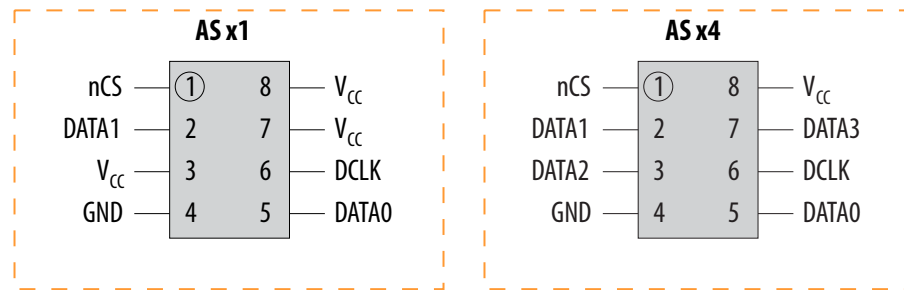 AS x1
nCS 1 8 VCC
DATA1 2 7 VCC
VCC 3 6 DCLK
GND 4 5 DATA0
AS x4
nCS 1 8 VCC
DATA1 2 7 DATA3
DATA2 3 6 DCLK
GND 4 5 DATA0